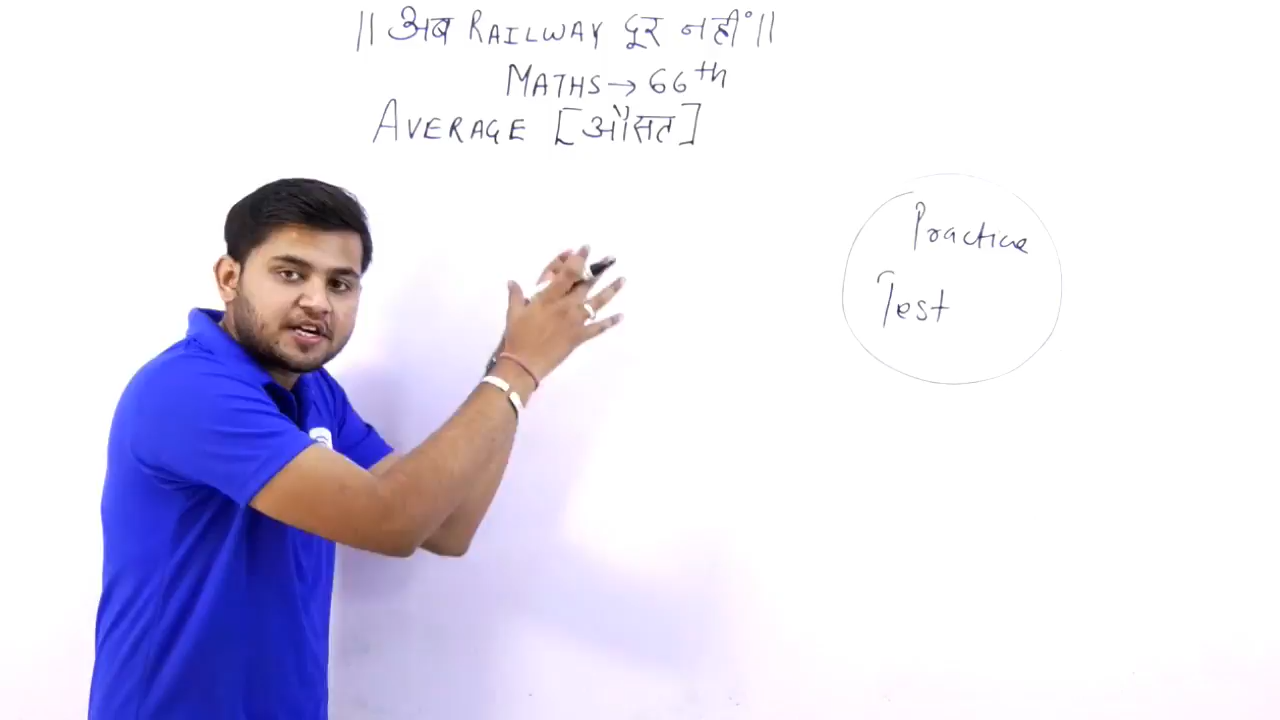 || अब RAILWAY दूर नहीं ||
MATHS → 66th
AVERAGE [औसत]
Practice
Test